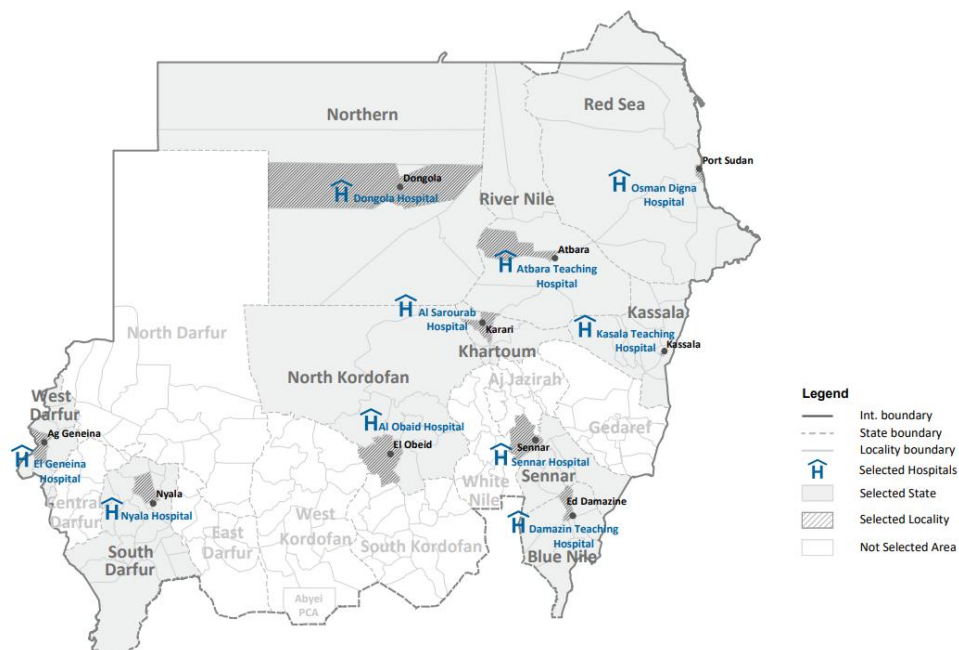 Red Sea
Northern
Port Sudan
Dongola
Dongola Hospital
Osman Digna
Hospital
River Nile
Atbara
Atbara Teaching
Hospital
Al Sarourab
Hospital
Karari
Kassala
Kasala Teaching
Hospital
Kassala
North Darfur
Khartoum
North Kordofan
Aj Jazirah
West
Darfur
Al Obaid Hospital
Gedaref
Ag Geneina
El Obeid
Sennar
El Geneina
Hospital
Sennar Hospital
Sennar
White
Nile
Nyala
Nyala Hospital
Central
Darfur
Ed Damazine
Damazin Teaching
Hospital
West
Kordofan
East
Darfur
South Kordofan
South
Darfur
Blue Nile
Abyei
PCA
Legend
Int. boundary
State boundary
Locality boundary
Selected Hospitals
Selected State
Selected Locality
Not Selected Area